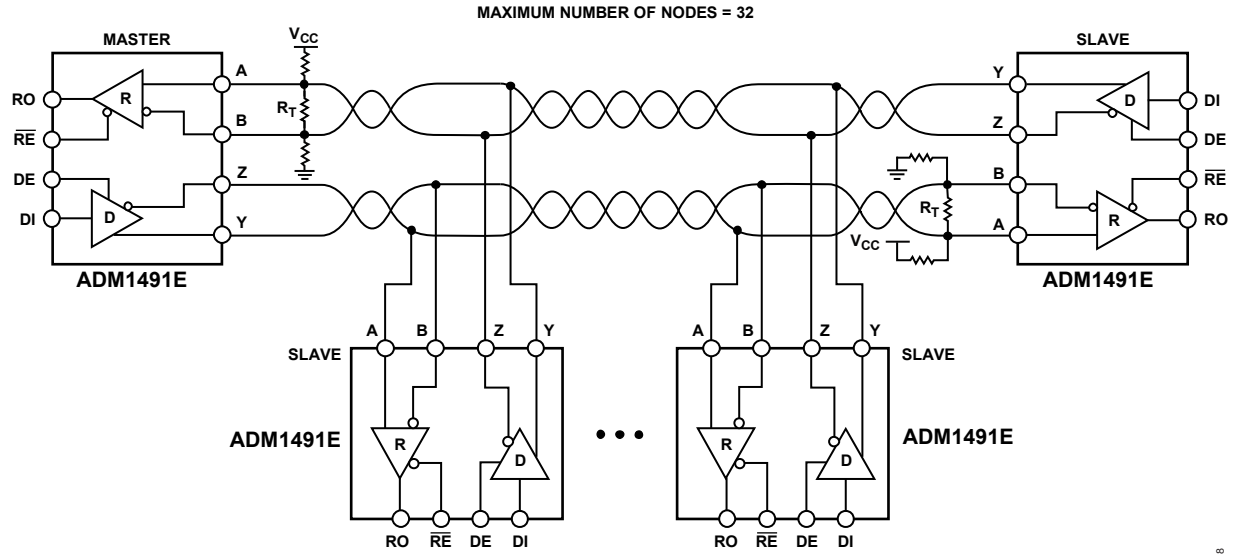 MAXIMUM NUMBER OF NODES = 32
MASTER
VCC
SLAVE
A
Y
RO
R
D
DI
RT
RE
B
Z
DE
DE
Z
B
RE
DI
D
RT
R
RO
Y
VCC
A
ADM1491E
ADM1491E
A B Z Y
A B Z Y
SLAVE
SLAVE
ADM1491E
ADM1491E
R
D
R
D
RO RE DE DI
RO RE DE DI
8